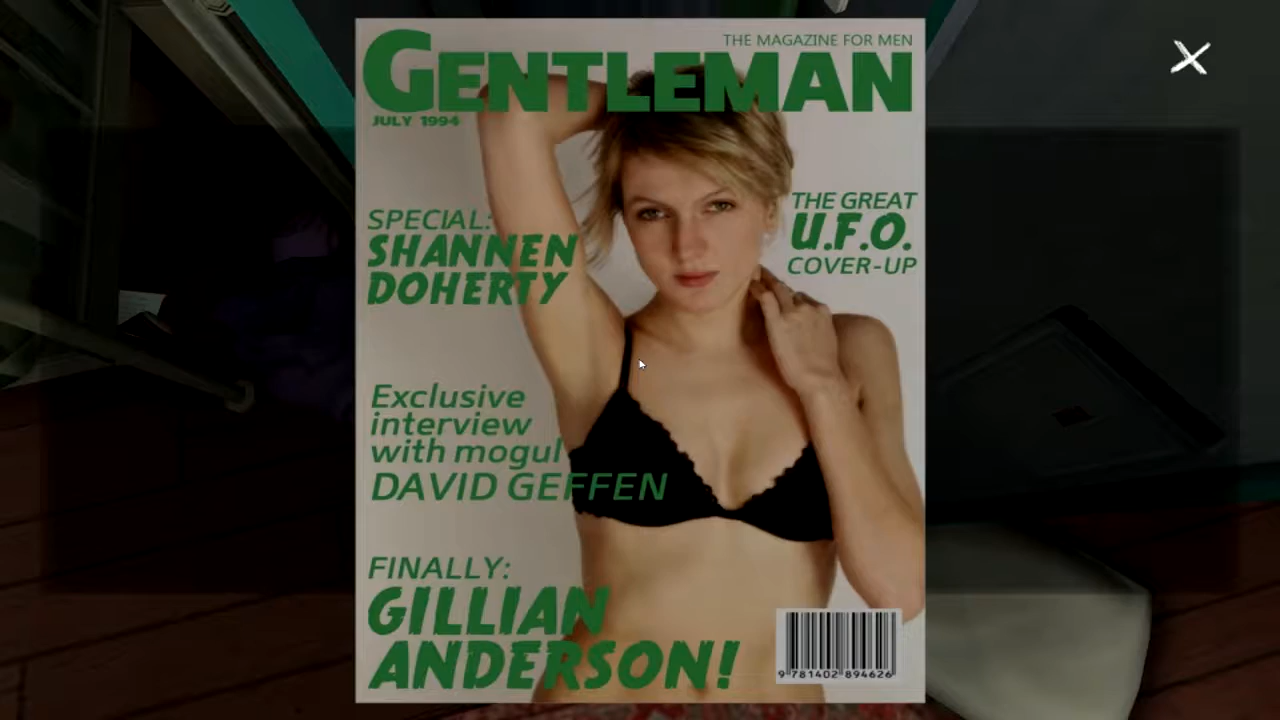 THE MAGAZINE FOR MEN
GENTLEMAN
JULY 1994
SPECIAL:
SHANNEN
DOHERTY
THE GREAT
U.F.O.
COVER-UP
Exclusive
interview
with mogul
DAVID GEFFEN
FINALLY:
GILLIAN
ANDERSON!
9 781402 894626